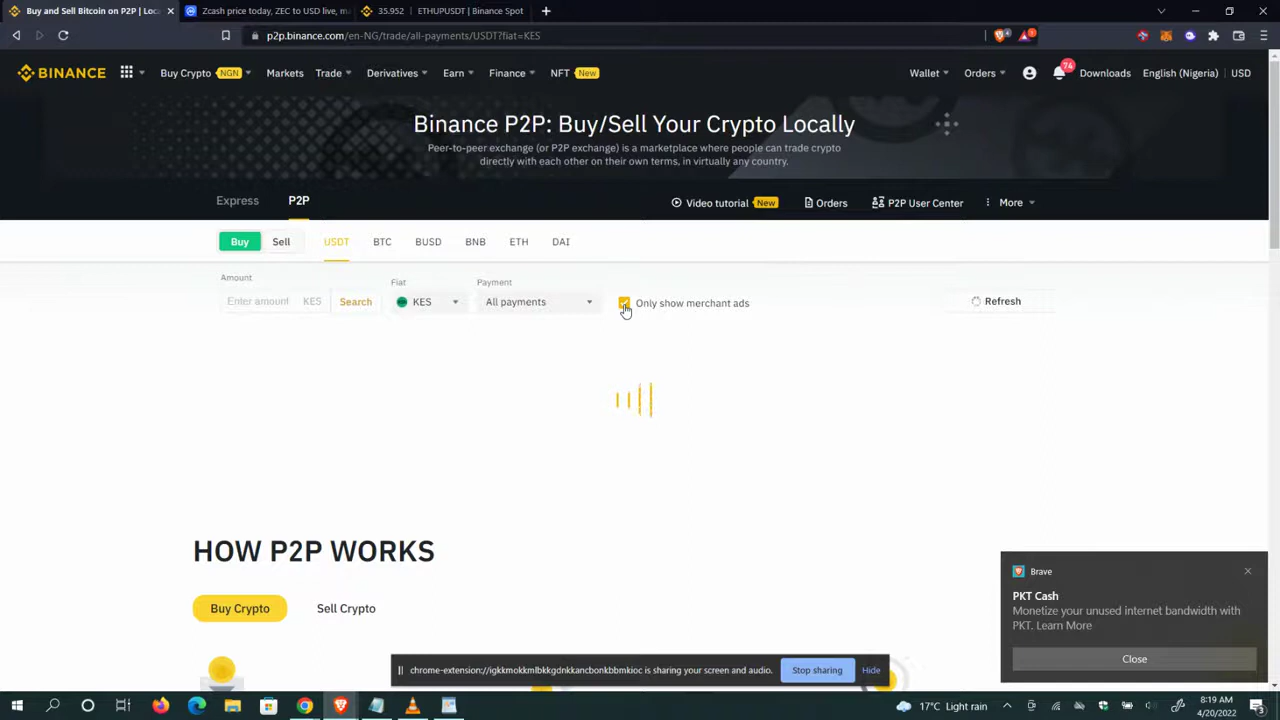 Buy and Sell Bitcoin on P2P | Loc
Zcash price today, ZEC to USD live, m
35.952 | ETHUPUSDT | Binance Spot
p2p.binance.com/en-NG/trade/all-payments/USDT?fiat=KES
4
1
BINANCE
Buy Crypto NGN
Markets
Trade
Derivatives
Earn
Finance
NFT New
Wallet
Orders
74
Downloads
English (Nigeria)
USD
Binance P2P: Buy/Sell Your Crypto Locally
Peer-to-peer exchange (or P2P exchange) is a marketplace where people can trade crypto
directly with each other on their own terms, in virtually any country.
Express
P2P
Video tutorial New
Orders
P2P User Center
More
Buy
Sell
USDT
BTC
BUSD
BNB
ETH
DAI
Amount
Fiat
Payment
Enter amount KES Search
KES
All payments
Only show merchant ads
Refresh
HOW P2P WORKS
Buy Crypto
Sell Crypto
Brave
PKT Cash
Monetize your unused internet bandwidth with
PKT. Learn More
Close
chrome-extension://igkkmokkmlbkkgdnkkancbonkbbmkioc is sharing your screen and audio.
Stop sharing
Hide
17°C Light rain
8:19 AM
4/20/2022
3